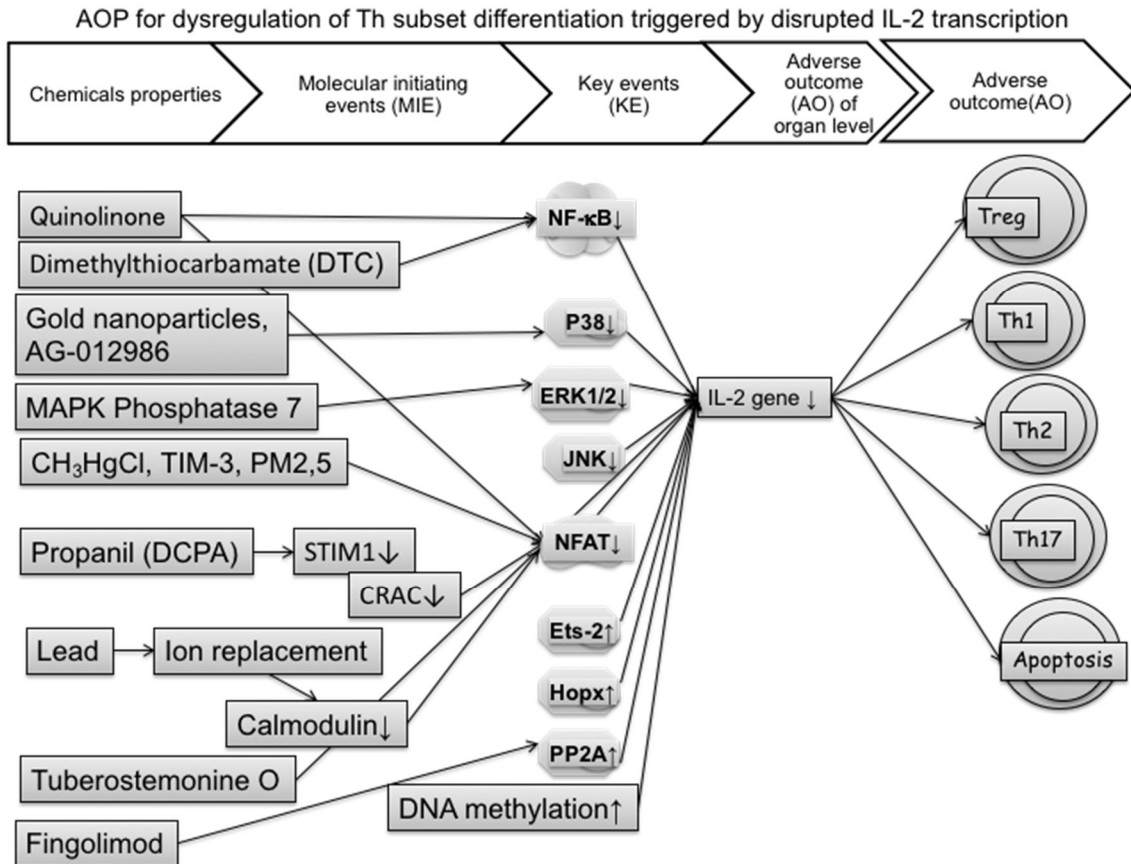 AOP for dysregulation of Th subset differentiation triggered by disrupted IL-2 transcription
Chemicals properties
Molecular initiating
events (MIE)
Key events
(KE)
Adverse
outcome
(AO) of
organ level
Adverse
outcome(AO)
Quinolinone
Dimethylthiocarbamate (DTC)
Gold nanoparticles,
AG-012986
MAPK Phosphatase 7
CH₃HgCl, TIM-3, PM2,5
Propanil (DCPA)
STIM1↓
CRAC↓
Lead
Ion replacement
Calmodulin↓
Tuberostemonine O
Fingolimod
NF-κB↓
P38↓
ERK1/2↓
JNK↓
NFAT↓
Ets-2↑
Hopx↑
PP2A↑
DNA methylation↑
IL-2 gene ↓
Treg
Th1
Th2
Th17
Apoptosis